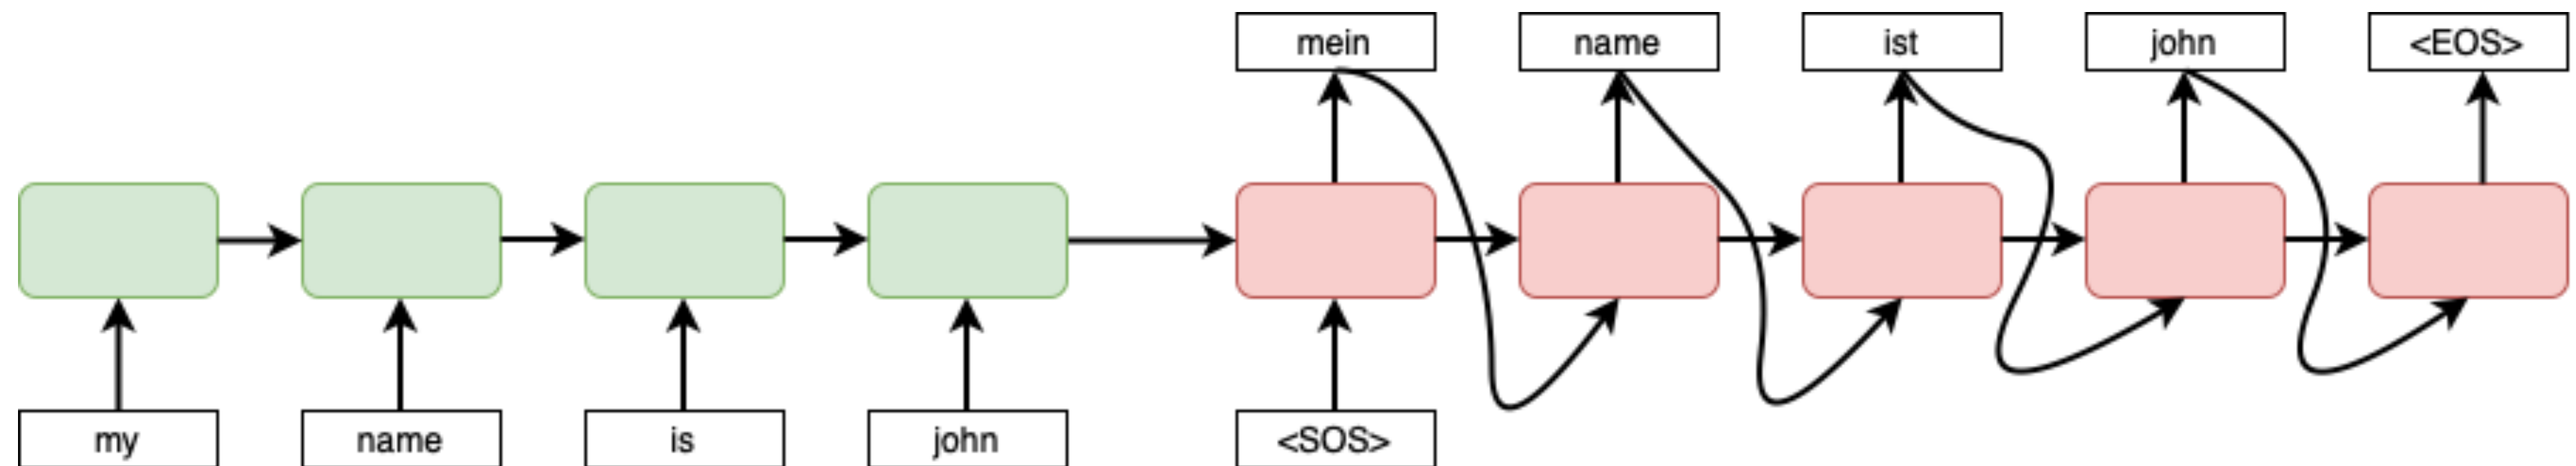 mein name ist john <EOS>
my name is john <SOS>